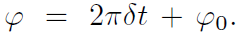 φ = 2πδt + φ₀.